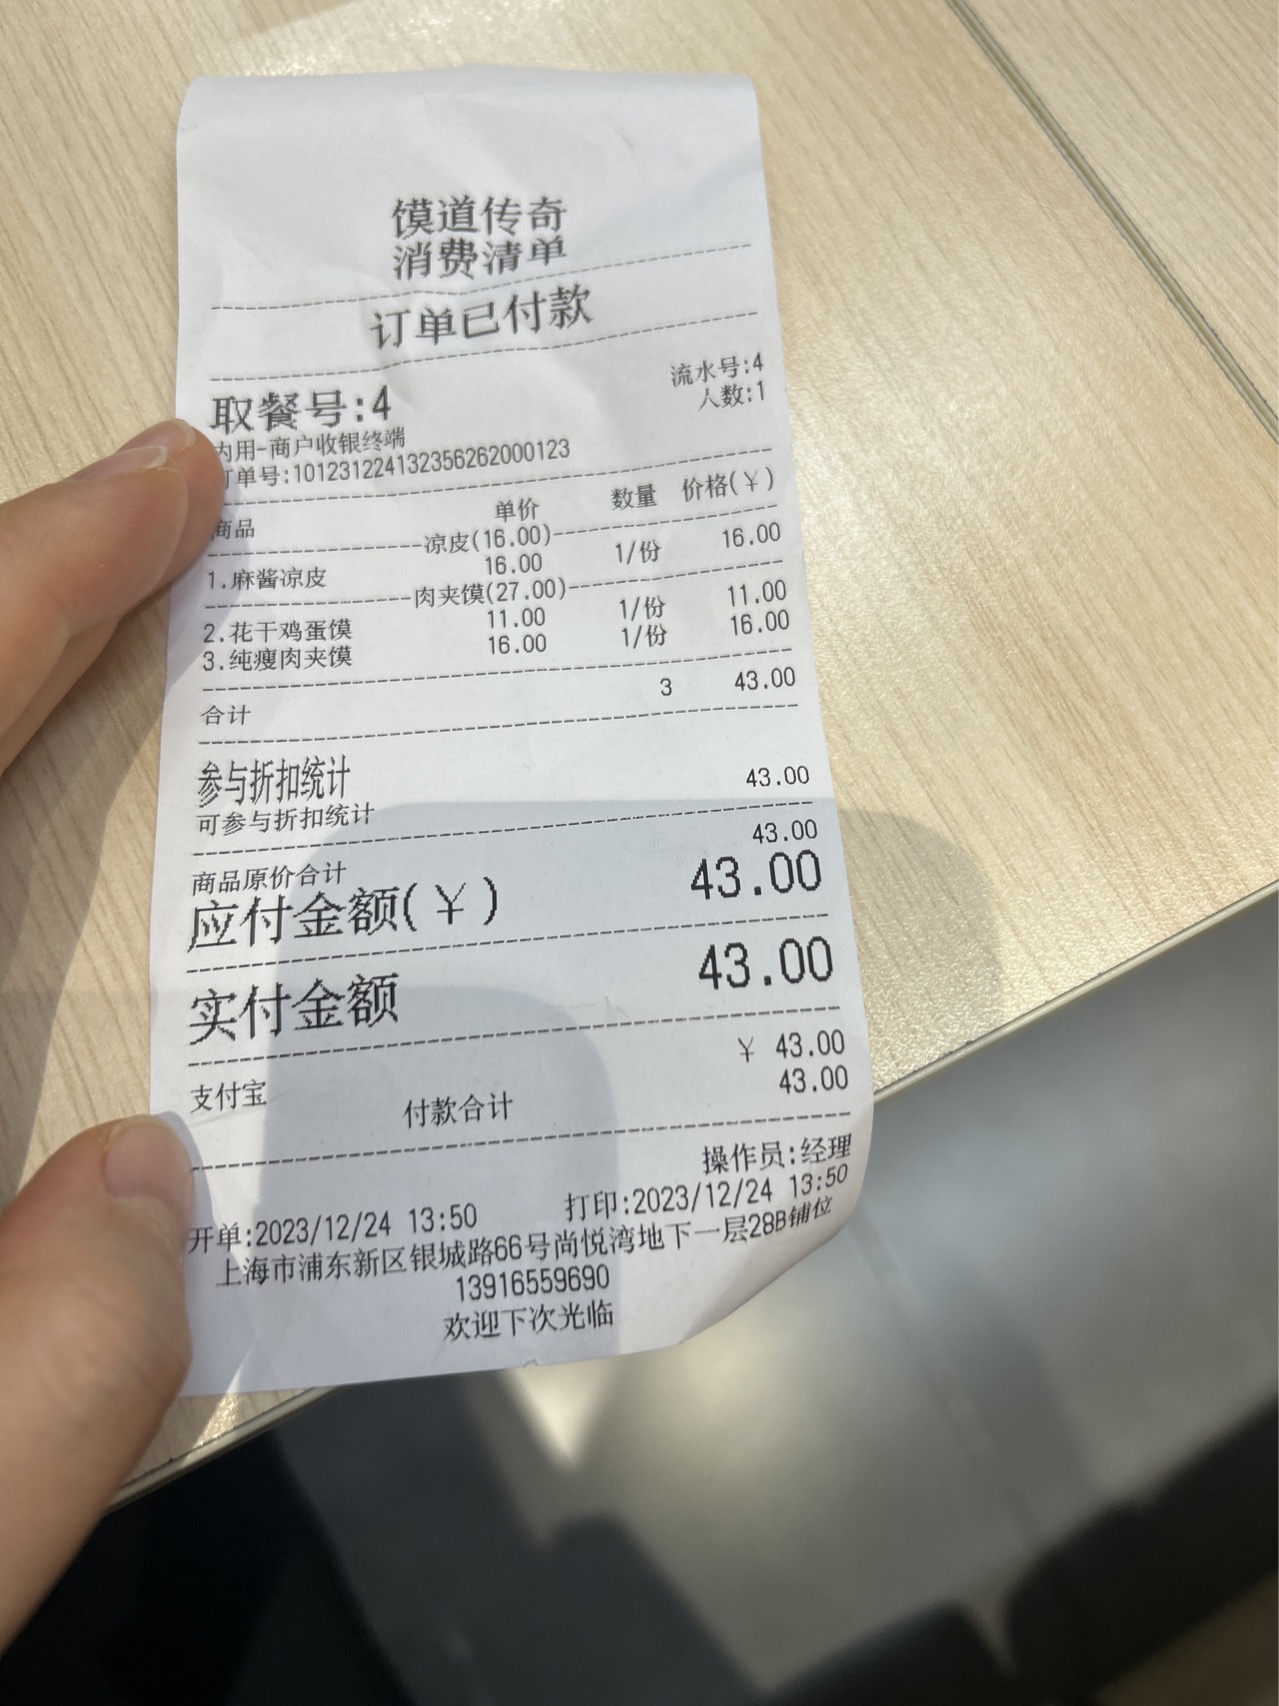 馍道传奇
消费清单
订单已付款
取餐号:4 流水号:4
人数:1
内用-商户收银终端
订单号:101231224132356262000123
商品 单价 数量 价格(￥)
凉皮(16.00)
1.麻酱凉皮 16.00 1/份 16.00
肉夹馍(27.00)
2.花干鸡蛋馍 11.00 1/份 11.00
3.纯瘦肉夹馍 16.00 1/份 16.00
合计 3 43.00
参与折扣统计
可参与折扣统计 43.00
商品原价合计 43.00
应付金额(￥) 43.00
实付金额 43.00
支付宝 ￥ 43.00
付款合计 43.00
操作员:经理
开单:2023/12/24 13:50 打印:2023/12/24 13:50
上海市浦东新区银城路66号尚悦湾地下一层28B铺位
13916559690
欢迎下次光临